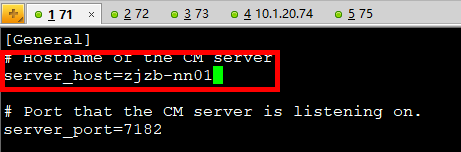 1 71 × 2 72 3 73 4 10.1.20.74 5 75
[General]
# Hostname of the CM server
server_host=zjzb-nn01
# Port that the CM server is listening on.
server_port=7182